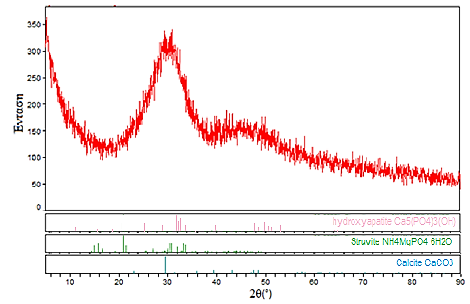 350
300
250
200
150
100
50
0
Ένταση
hydroxyapatite Ca5(PO4)3(OH)
Struvite NH4MgPO4 6H2O
Calcite CaCO3
10 20 30 40 50 60 70 80 90
2θ(°)